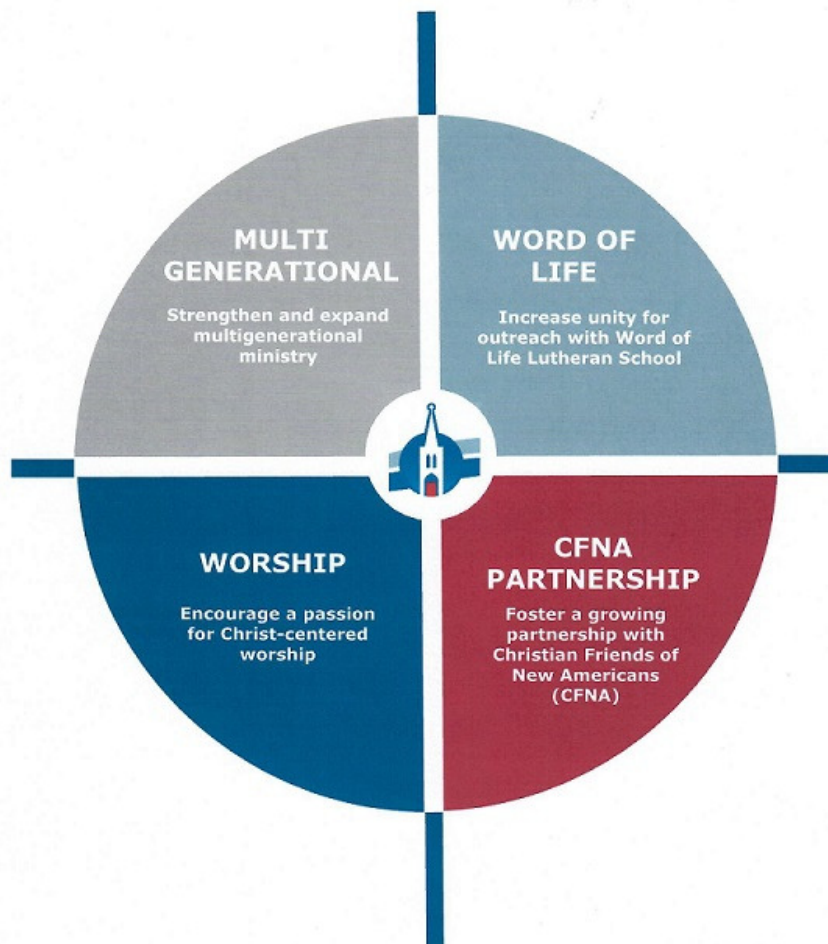 MULTI
GENERATIONAL
Strengthen and expand
multigenerational
ministry
WORD OF
LIFE
Increase unity for
outreach with Word of
Life Lutheran School
WORSHIP
Encourage a passion
for Christ-centered
worship
CFNA
PARTNERSHIP
Foster a growing
partnership with
Christian Friends of
New Americans
(CFNA)